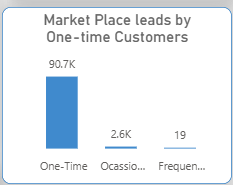 Market Place leads by
One-time Customers
90.7K
2.6K
19
One-Time Ocassio... Frequen...